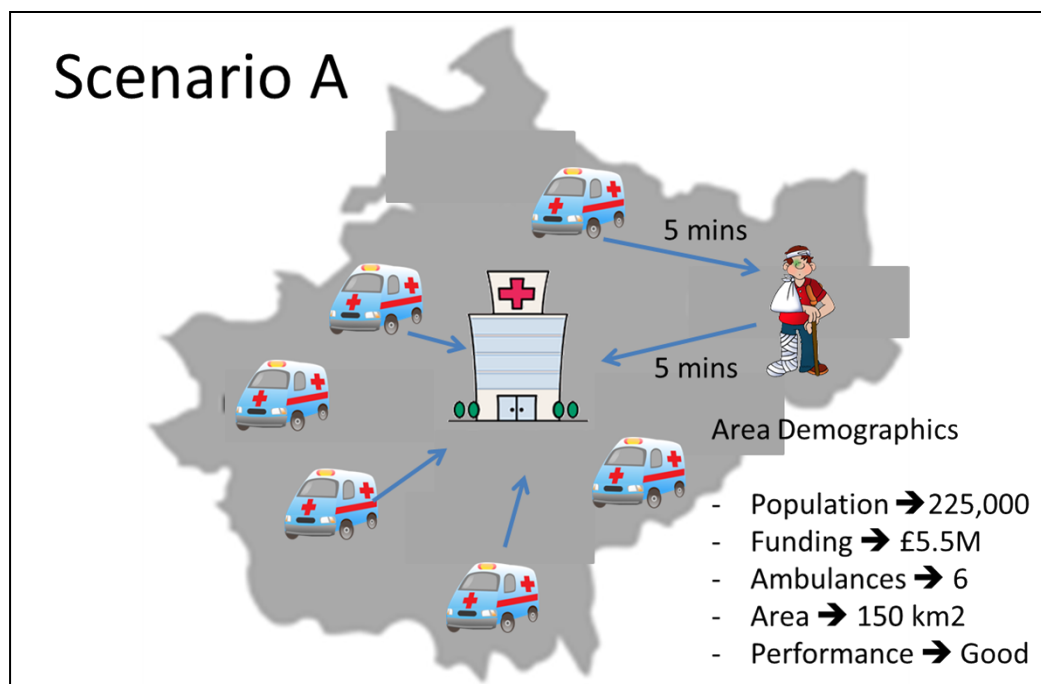 Scenario A
5 mins
5 mins
Area Demographics
- Population ➔ 225,000
- Funding ➔ £5.5M
- Ambulances ➔ 6
- Area ➔ 150 km2
- Performance ➔ Good